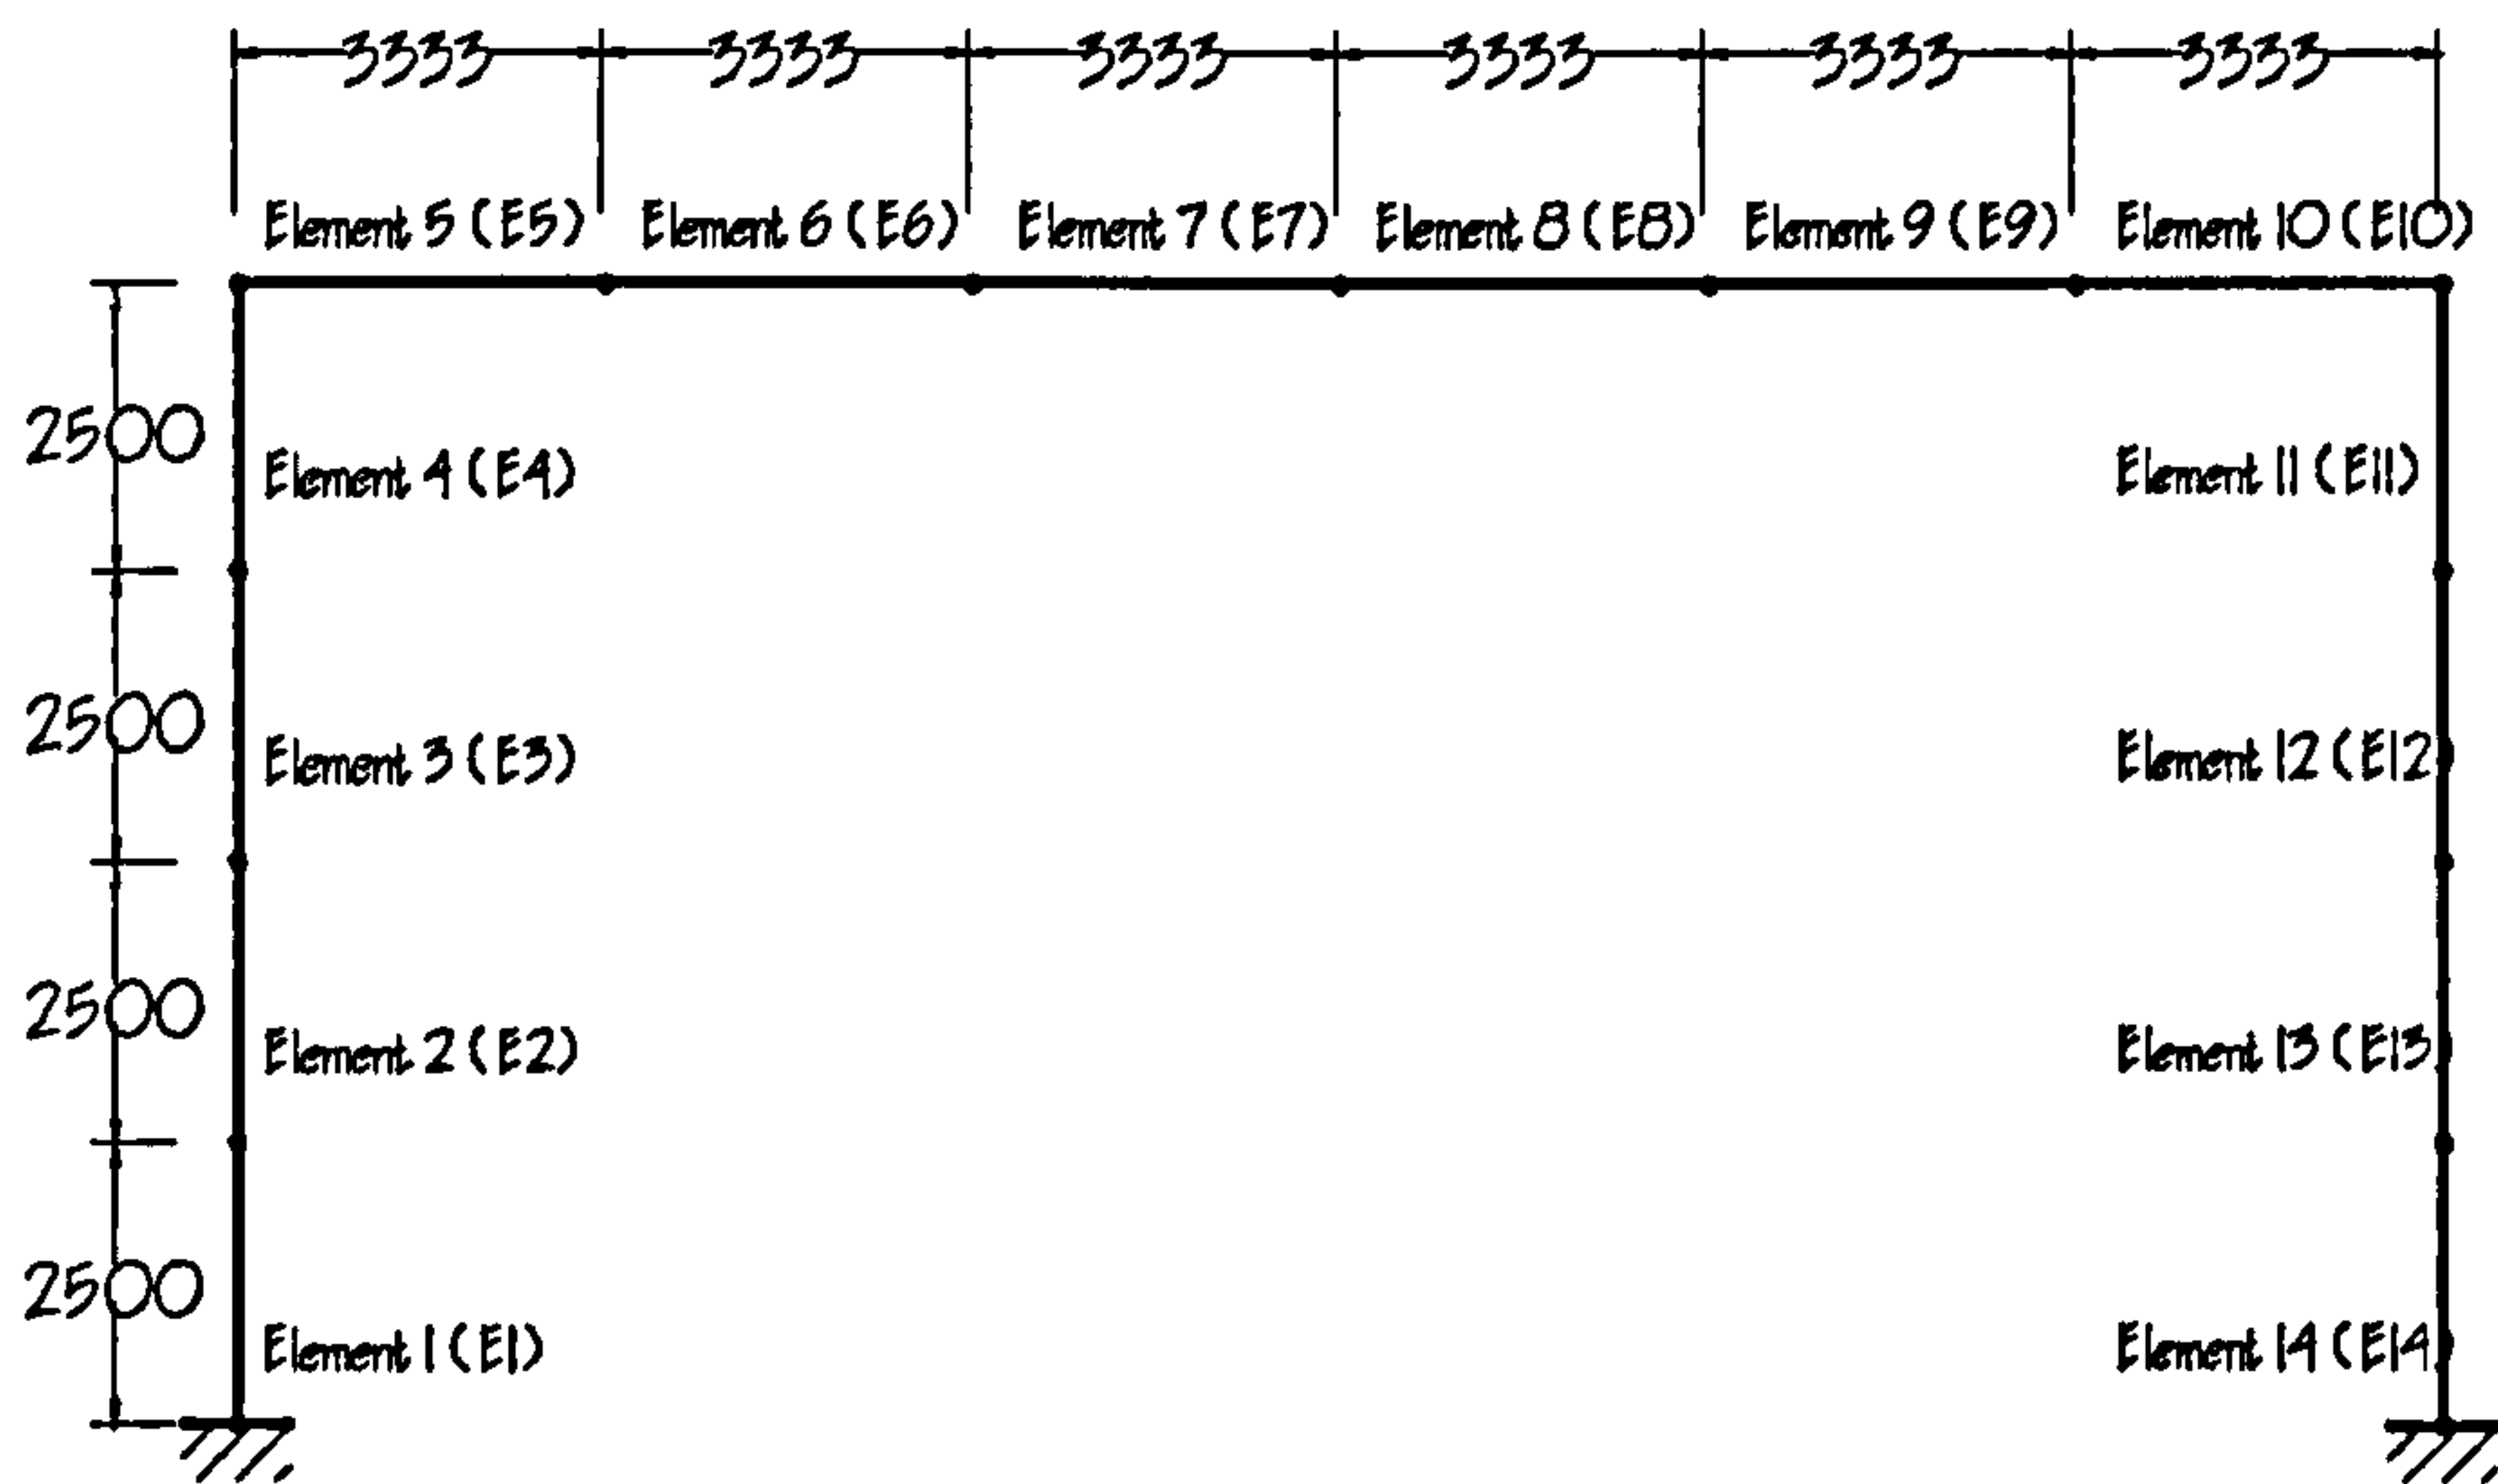 3333 3333 3333 3333 3333 3333
Element 5 (E5) Element 6 (E6) Element 7 (E7) Element 8 (E8) Element 9 (E9) Element 10 (E10)
2500
Element 4 (E4) Element 11 (E11)
2500
Element 3 (E3) Element 12 (E12)
2500
Element 2 (E2) Element 13 (E13)
2500
Element 1 (E1) Element 14 (E14)